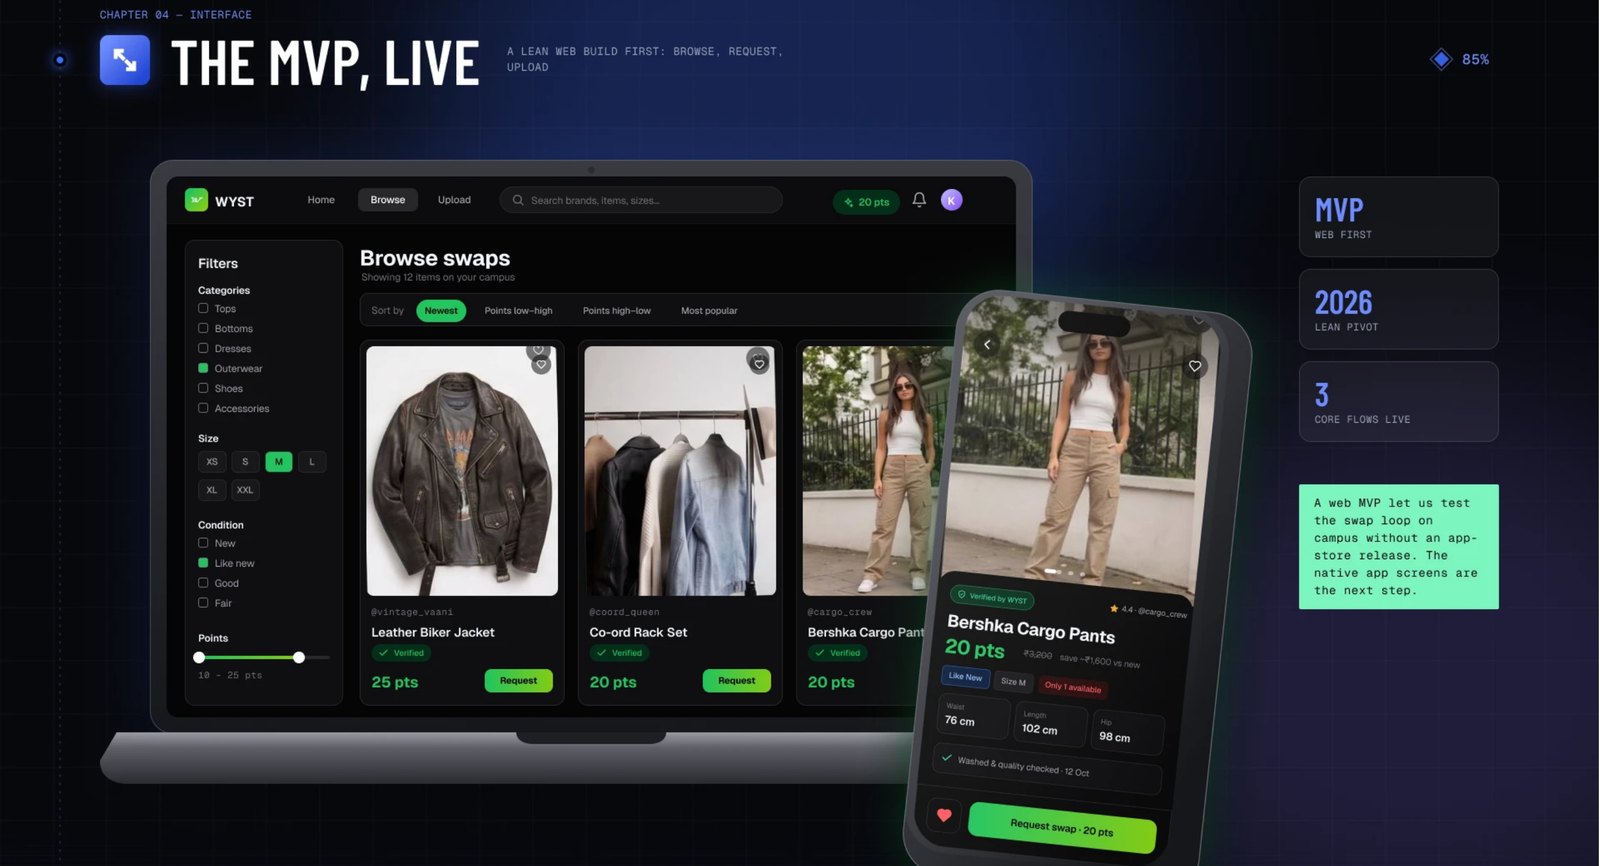 CHAPTER 04 — INTERFACE
THE MVP, LIVE
A LEAN WEB BUILD FIRST: BROWSE, REQUEST,
UPLOAD
85%
WYST
Home
Browse
Upload
Search brands, items, sizes...
20 pts
K
Filters
Categories
Tops
Bottoms
Dresses
Outerwear
Shoes
Accessories
Size
XS S M L
XL XXL
Condition
New
Like new
Good
Fair
Points
10 – 25 pts
Browse swaps
Showing 12 items on your campus
Sort by Newest Points low–high Points high–low Most popular
@vintage_vaani
Leather Biker Jacket
Verified
25 pts
Request
@coord_queen
Co-ord Rack Set
Verified
20 pts
Request
@cargo_crew
Bershka Cargo Pant
Verified
20 pts
Verified by WYST
4.4 · @cargo_crew
Bershka Cargo Pants
20 pts ₹3,200 save ~₹1,600 vs new
Like New Size M Only 1 available
Waist
76 cm
Length
102 cm
Hip
98 cm
Washed & quality checked · 12 Oct
Request swap · 20 pts
MVP
WEB FIRST
2026
LEAN PIVOT
3
CORE FLOWS LIVE
A web MVP let us test
the swap loop on
campus without an app-
store release. The
native app screens are
the next step.